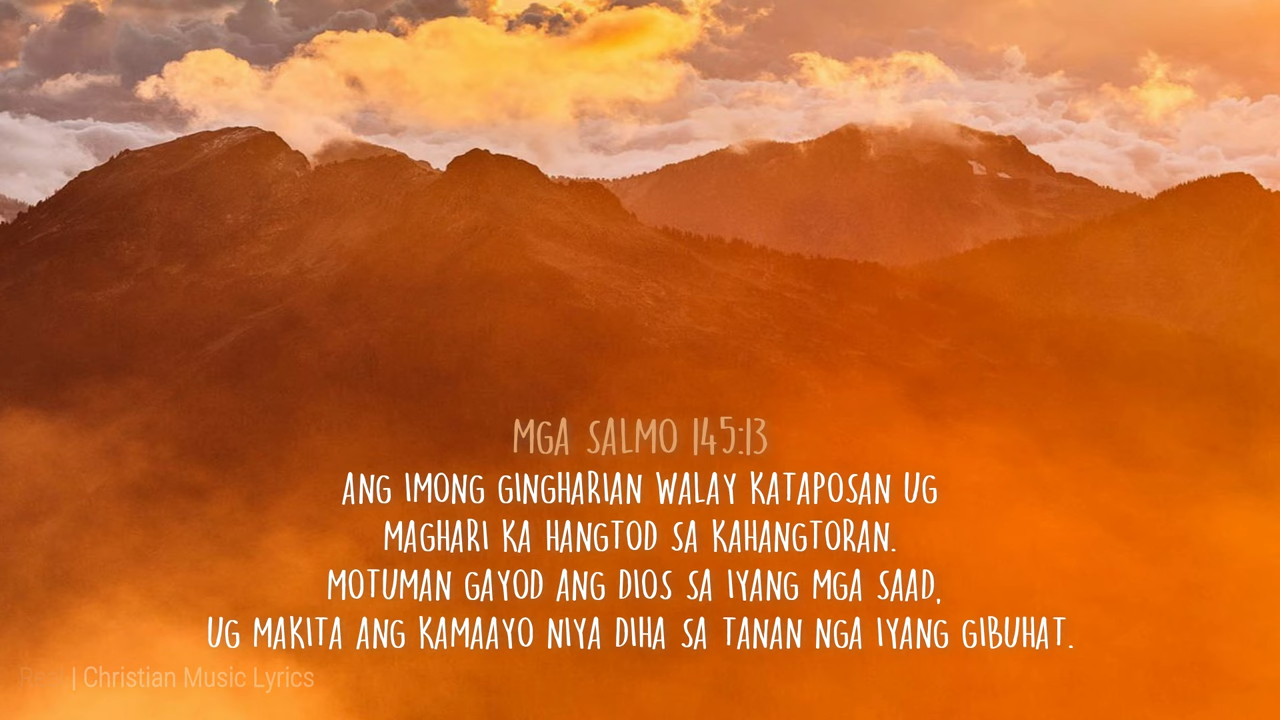 MGA SALMO 145:13
ANG IMONG GINGHARIAN WALAY KATAPOSAN UG
MAGHARI KA HANGTOD SA KAHANGTORAN.
MOTUMAN GAYOD ANG DIOS SA IYANG MGA SAAD,
UG MAKITA ANG KAMAAYO NIYA DIHA SA TANAN NGA IYANG GIBUHAT.
| Christian Music Lyrics